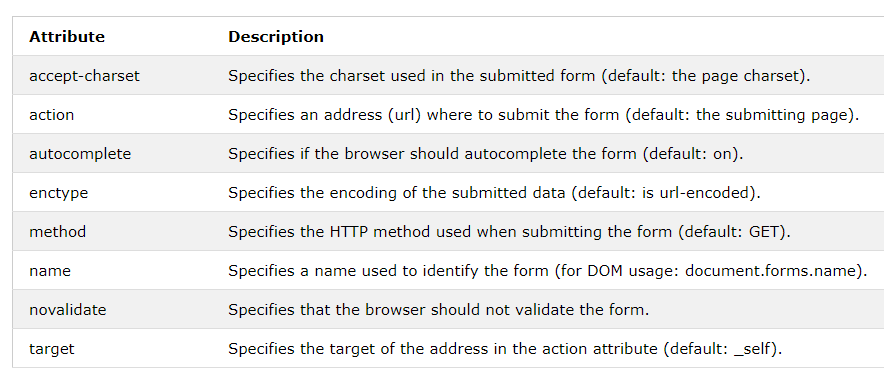 Attribute Description
accept-charset Specifies the charset used in the submitted form (default: the page charset).
action Specifies an address (url) where to submit the form (default: the submitting page).
autocomplete Specifies if the browser should autocomplete the form (default: on).
enctype Specifies the encoding of the submitted data (default: is url-encoded).
method Specifies the HTTP method used when submitting the form (default: GET).
name Specifies a name used to identify the form (for DOM usage: document.forms.name).
novalidate Specifies that the browser should not validate the form.
target Specifies the target of the address in the action attribute (default: _self).